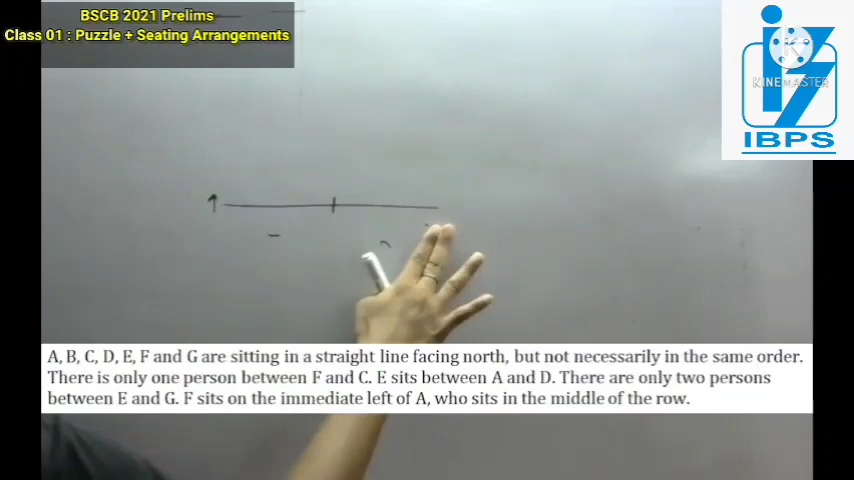 BSCB 2021 Prelims
Class 01 : Puzzle + Seating Arrangements
KINEMASTER
IBPS
A, B, C, D, E, F and G are sitting in a straight line facing north, but not necessarily in the same order.
There is only one person between F and C. E sits between A and D. There are only two persons
between E and G. F sits on the immediate left of A, who sits in the middle of the row.